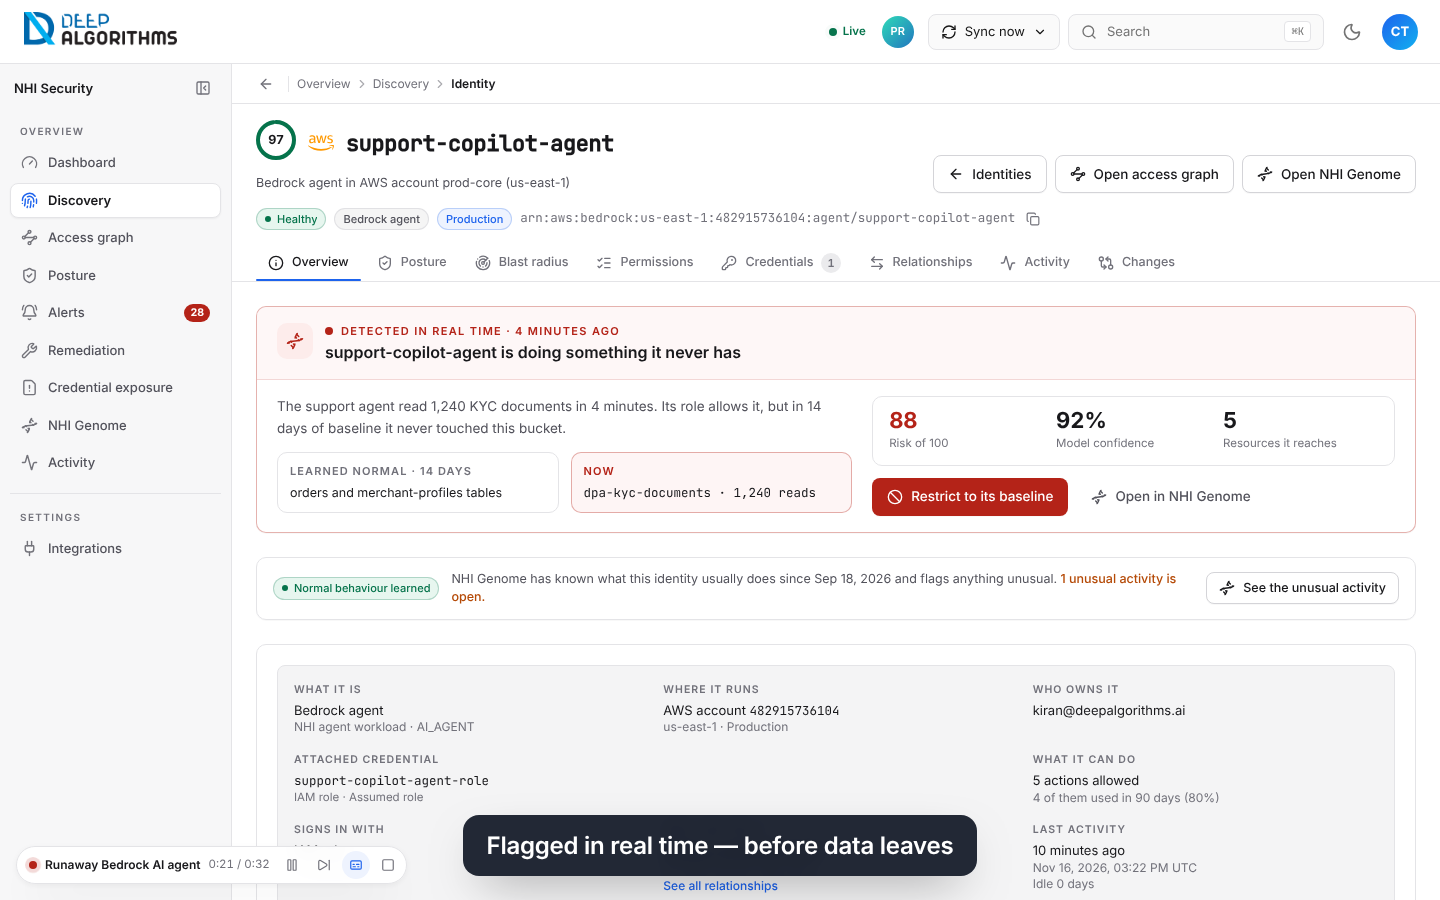 DEEP
ALGORITHMS
Live
PR
Sync now
Search
⌘K
CT
NHI Security
OVERVIEW
Dashboard
Discovery
Access graph
Posture
Alerts
28
Remediation
Credential exposure
NHI Genome
Activity
SETTINGS
Integrations
Overview
Discovery
Identity
97
aws
support-copilot-agent
Bedrock agent in AWS account prod-core (us-east-1)
Identities
Open access graph
Open NHI Genome
Healthy
Bedrock agent
Production
arn:aws:bedrock:us-east-1:482915736104:agent/support-copilot-agent
Overview
Posture
Blast radius
Permissions
Credentials
1
Relationships
Activity
Changes
DETECTED IN REAL TIME · 4 MINUTES AGO
support-copilot-agent is doing something it never has
The support agent read 1,240 KYC documents in 4 minutes. Its role allows it, but in 14
days of baseline it never touched this bucket.
LEARNED NORMAL · 14 DAYS
orders and merchant-profiles tables
NOW
dpa-kyc-documents · 1,240 reads
88
Risk of 100
92%
Model confidence
5
Resources it reaches
Restrict to its baseline
Open in NHI Genome
Normal behaviour learned
NHI Genome has known what this identity usually does since Sep 18, 2026 and flags anything unusual. 1 unusual activity is
open.
See the unusual activity
WHAT IT IS
Bedrock agent
NHI agent workload · AI_AGENT
WHERE IT RUNS
AWS account 482915736104
us-east-1 · Production
WHO OWNS IT
kiran@deepalgorithms.ai
ATTACHED CREDENTIAL
support-copilot-agent-role
IAM role · Assumed role
WHAT IT CAN DO
5 actions allowed
4 of them used in 90 days (80%)
SIGNS IN WITH
LAST ACTIVITY
10 minutes ago
Nov 16, 2026, 03:22 PM UTC
Idle 0 days
See all relationships
Flagged in real time — before data leaves
Runaway Bedrock AI agent
0:21 / 0:32